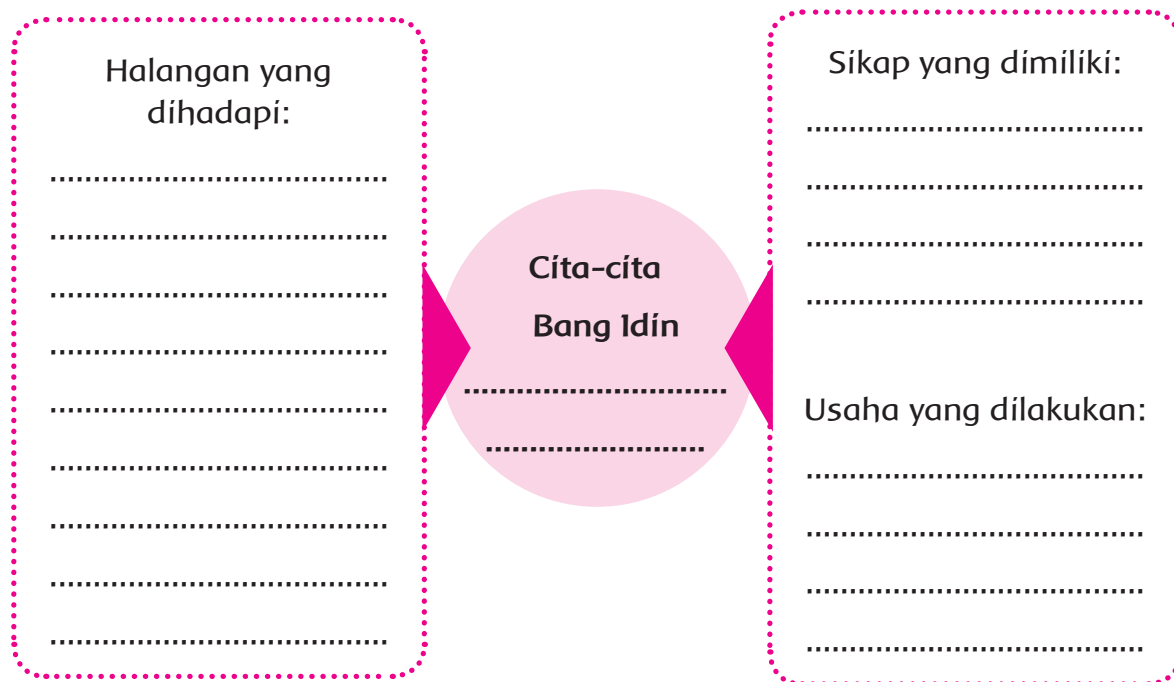 Halangan yang
dihadapi:
Cita-cita
Bang Idin
Sikap yang dimiliki:
Usaha yang dilakukan: